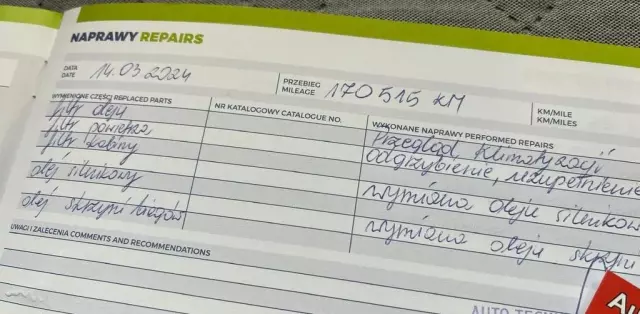 NAPRAWY REPAIRS
DATA
DATE
14.03 2024
PRZEBIEG
MILEAGE
170 515 KM
KM/MILE
KM/MILES
WYMIENIONE CZĘŚCI REPLACED PARTS
NR KATALOGOWY CATALOGUE NO.
WYKONANE NAPRAWY PERFORMED REPAIRS
filtr oleju
filtr powietrza
filtr kabiny
olej silnikowy
olej skrzyni biegów
Przegląd klimatyzacji
odgrzybienie, uzupełnienie
wymiana oleju silnikow
wymiana oleju skrzyni
UWAGI I ZALECENIA COMMENTS AND RECOMMENDATIONS
AUTO-TECH